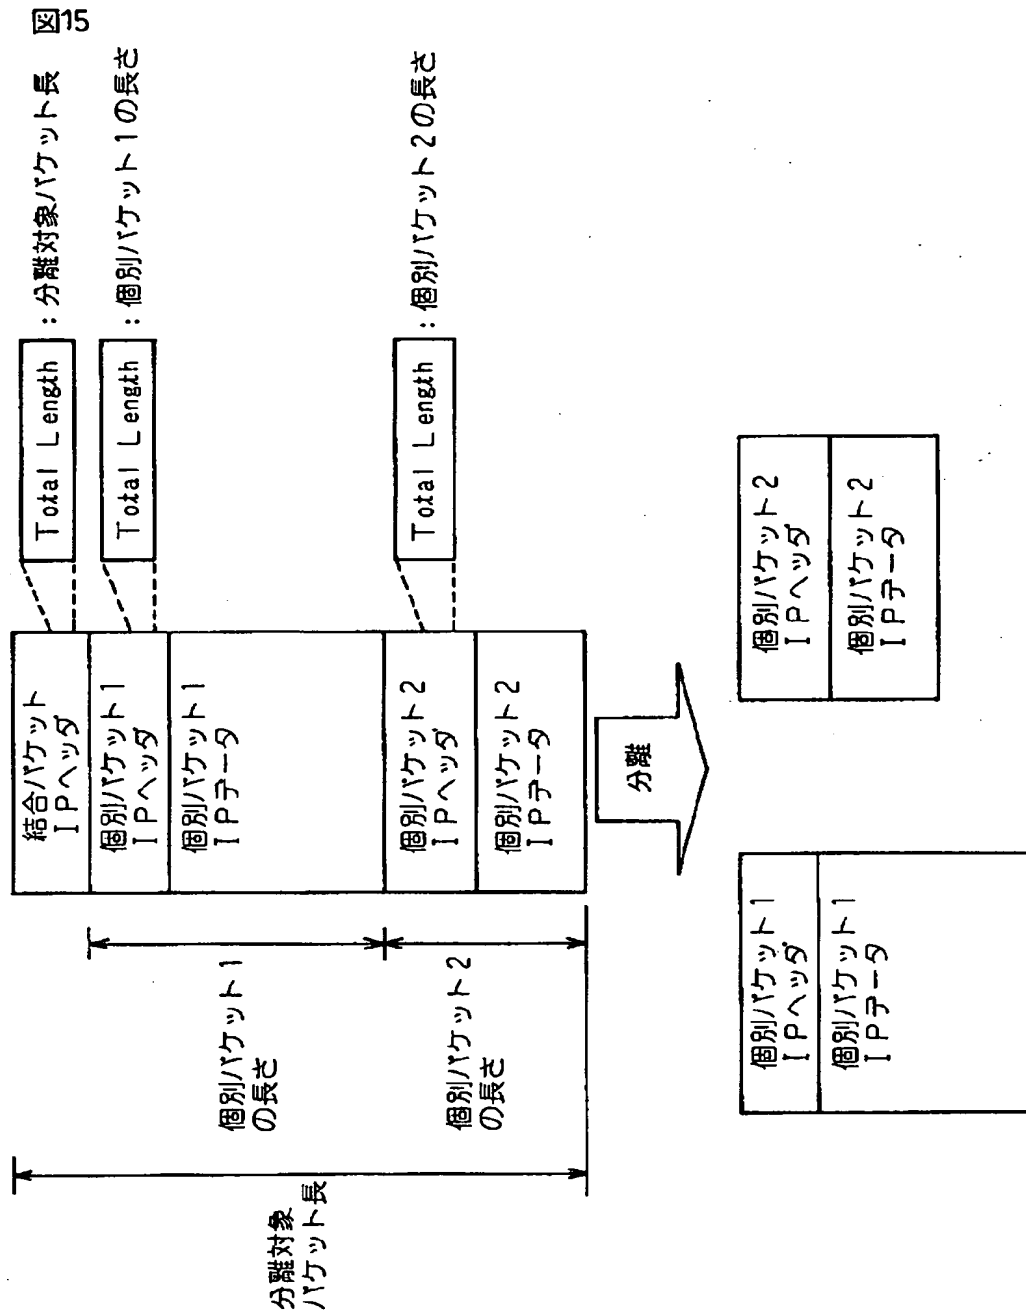 図15
Total Length
：分離対象パケット長
Total Length
：個別パケット1の長さ
Total Length
：個別パケット2の長さ
結合パケット
IPヘッダ
個別パケット1
IPヘッダ
個別パケット1
IPデータ
個別パケット2
IPヘッダ
個別パケット2
IPデータ
個別パケット1
の長さ
個別パケット2
の長さ
分離対象
パケット長
分離
個別パケット1
IPヘッダ
個別パケット1
IPデータ
個別パケット2
IPヘッダ
個別パケット2
IPデータ